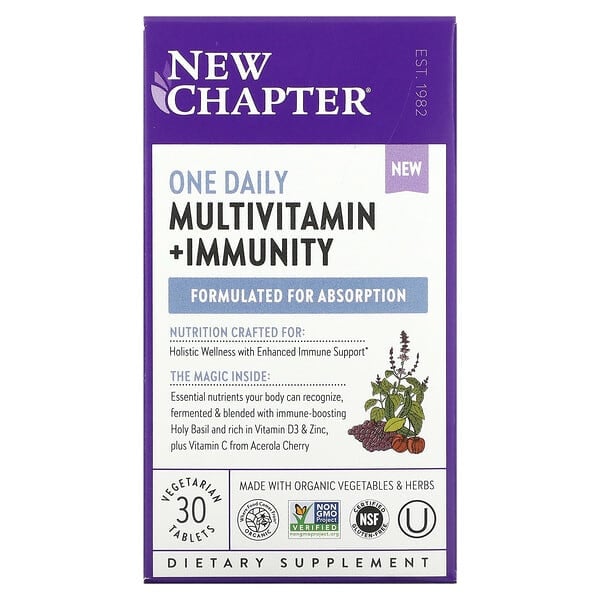 NEW
CHAPTER®
EST. 1982
NEW
ONE DAILY
MULTIVITAMIN
+IMMUNITY
FORMULATED FOR ABSORPTION
NUTRITION CRAFTED FOR:
Holistic Wellness with Enhanced Immune Support*
THE MAGIC INSIDE:
Essential nutrients your body can recognize,
fermented & blended with immune-boosting
Holy Basil and rich in Vitamin D3 & Zinc,
plus Vitamin C from Acerola Cherry
VEGETARIAN
30
TABLETS
MADE WITH ORGANIC VEGETABLES & HERBS
ORGANIC
NON
GMO
Project
VERIFIED
nongmoproject.org
CERTIFIED
NSF
GLUTEN-FREE
U
DIETARY SUPPLEMENT